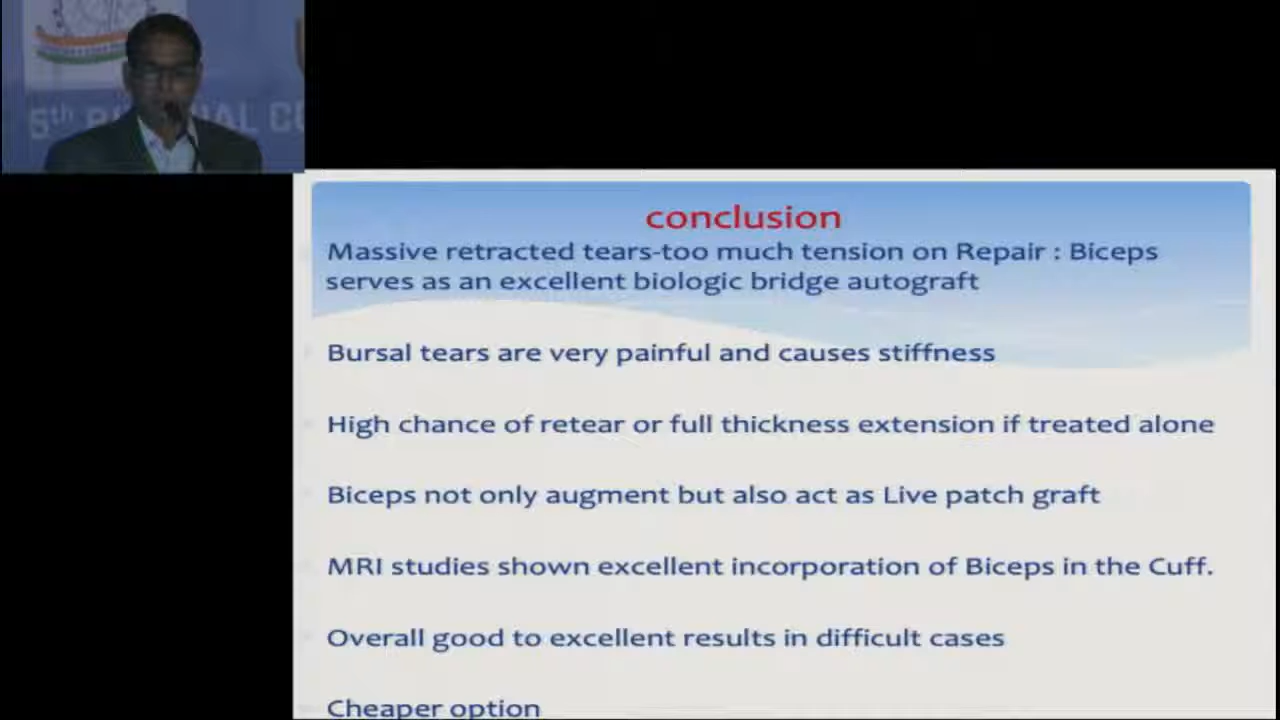 5th
conclusion
Massive retracted tears-too much tension on Repair : Biceps
serves as an excellent biologic bridge autograft
Bursal tears are very painful and causes stiffness
High chance of retear or full thickness extension if treated alone
Biceps not only augment but also act as Live patch graft
MRI studies shown excellent incorporation of Biceps in the Cuff.
Overall good to excellent results in difficult cases
Cheaper option